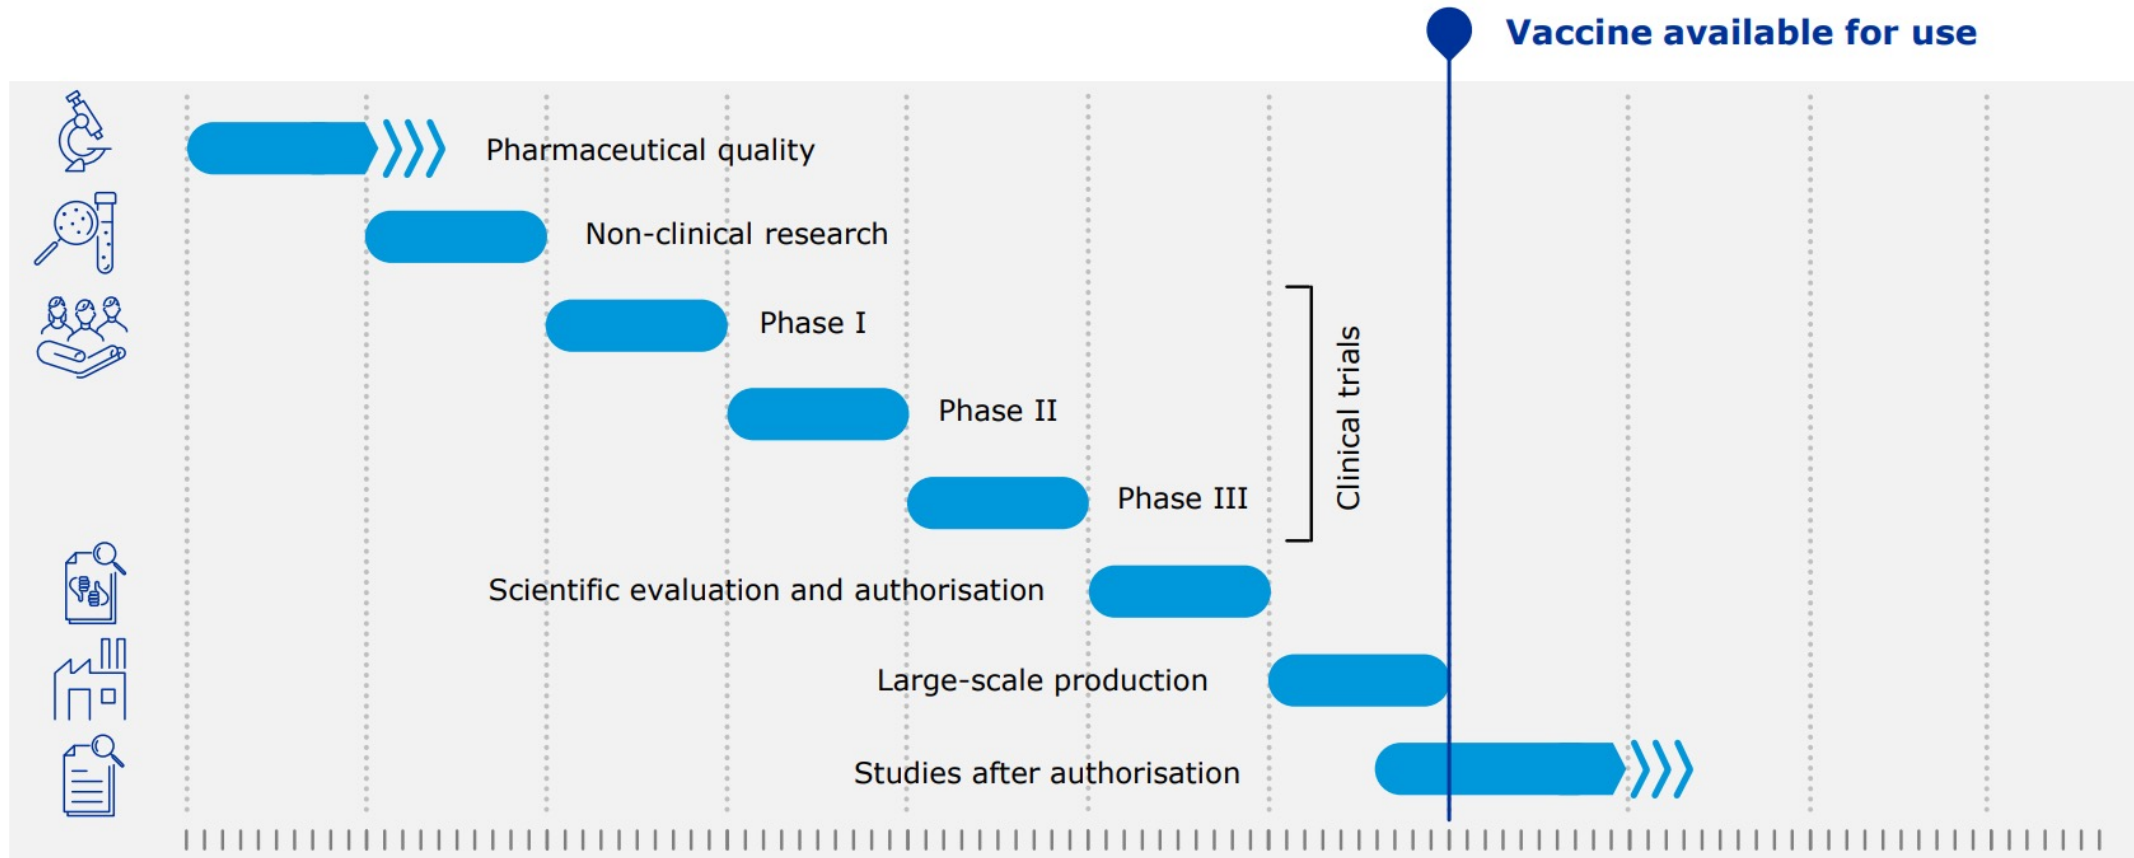 Vaccine available for use
Pharmaceutical quality
Non-clinical research
Phase I
Phase II
Phase III
Clinical trials
Scientific evaluation and authorisation
Large-scale production
Studies after authorisation